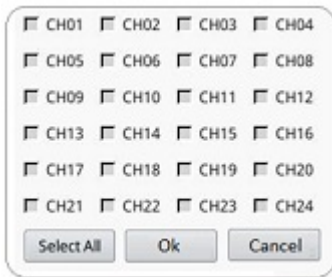 CH01 CH02 CH03 CH04
CH05 CH06 CH07 CH08
CH09 CH10 CH11 CH12
CH13 CH14 CH15 CH16
CH17 CH18 CH19 CH20
CH21 CH22 CH23 CH24
Select All Ok Cancel